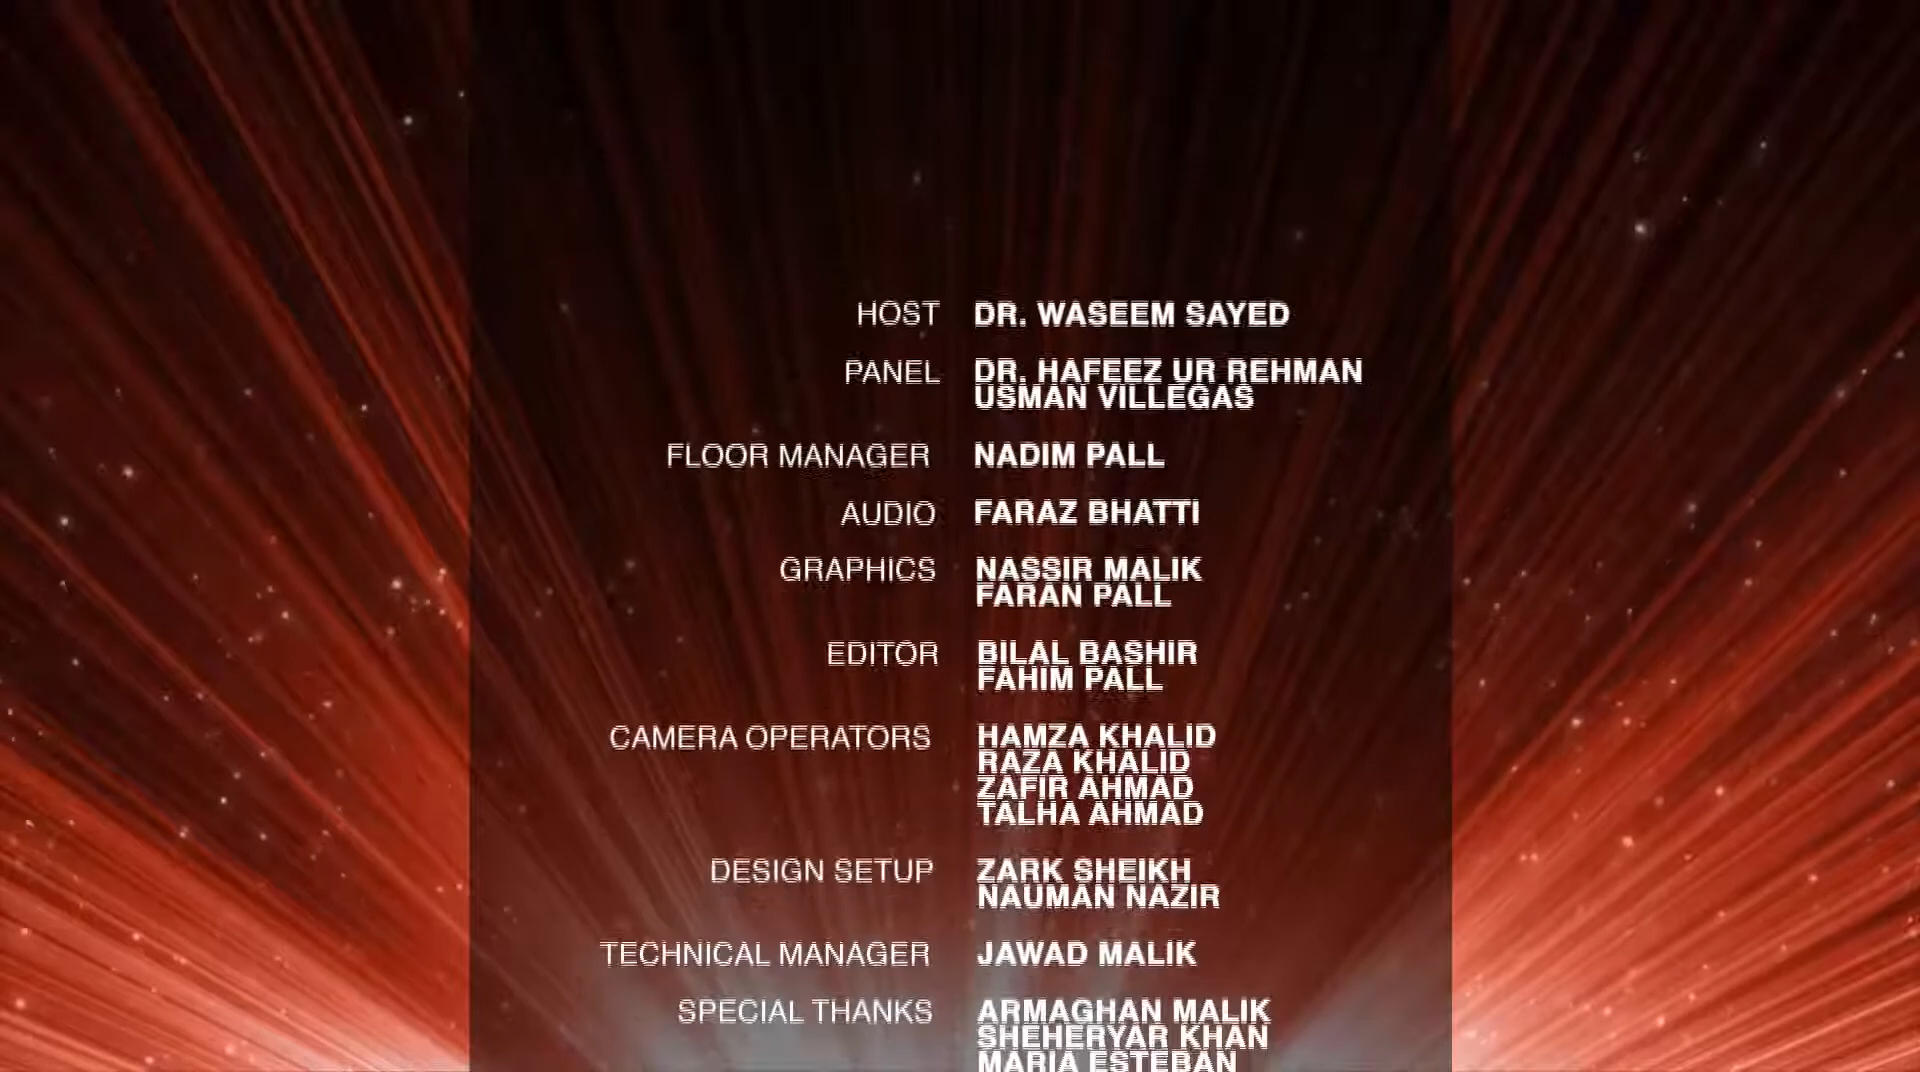 HOST DR. WASEEM SAYED
PANEL DR. HAFEEZ UR REHMAN
USMAN VILLEGAS
FLOOR MANAGER NADIM PALL
AUDIO FARAZ BHATTI
GRAPHICS NASSIR MALIK
FARAN PALL
EDITOR BILAL BASHIR
FAHIM PALL
CAMERA OPERATORS HAMZA KHALID
RAZA KHALID
ZAFIR AHMAD
TALHA AHMAD
DESIGN SETUP ZARK SHEIKH
NAUMAN NAZIR
TECHNICAL MANAGER JAWAD MALIK
SPECIAL THANKS ARMAGHAN MALIK
SHEHERYAR KHAN
MARIA ESTEBAN